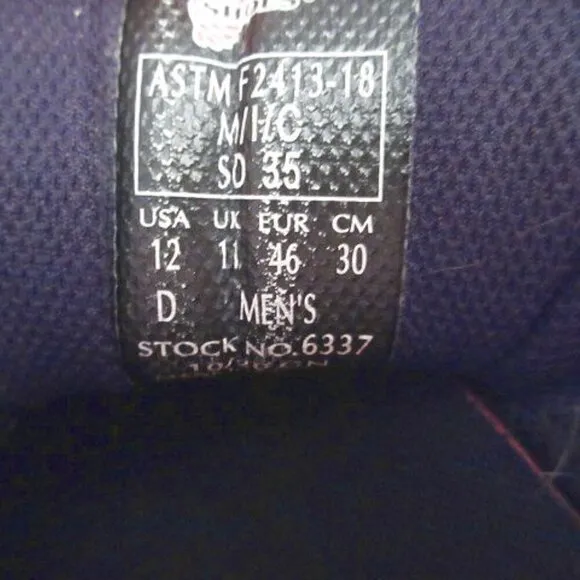 ASTM F2413-18
M/I/C
SD 35
USA UK EUR CM
12 11 46 30
D MEN'S
STOCK NO.6337